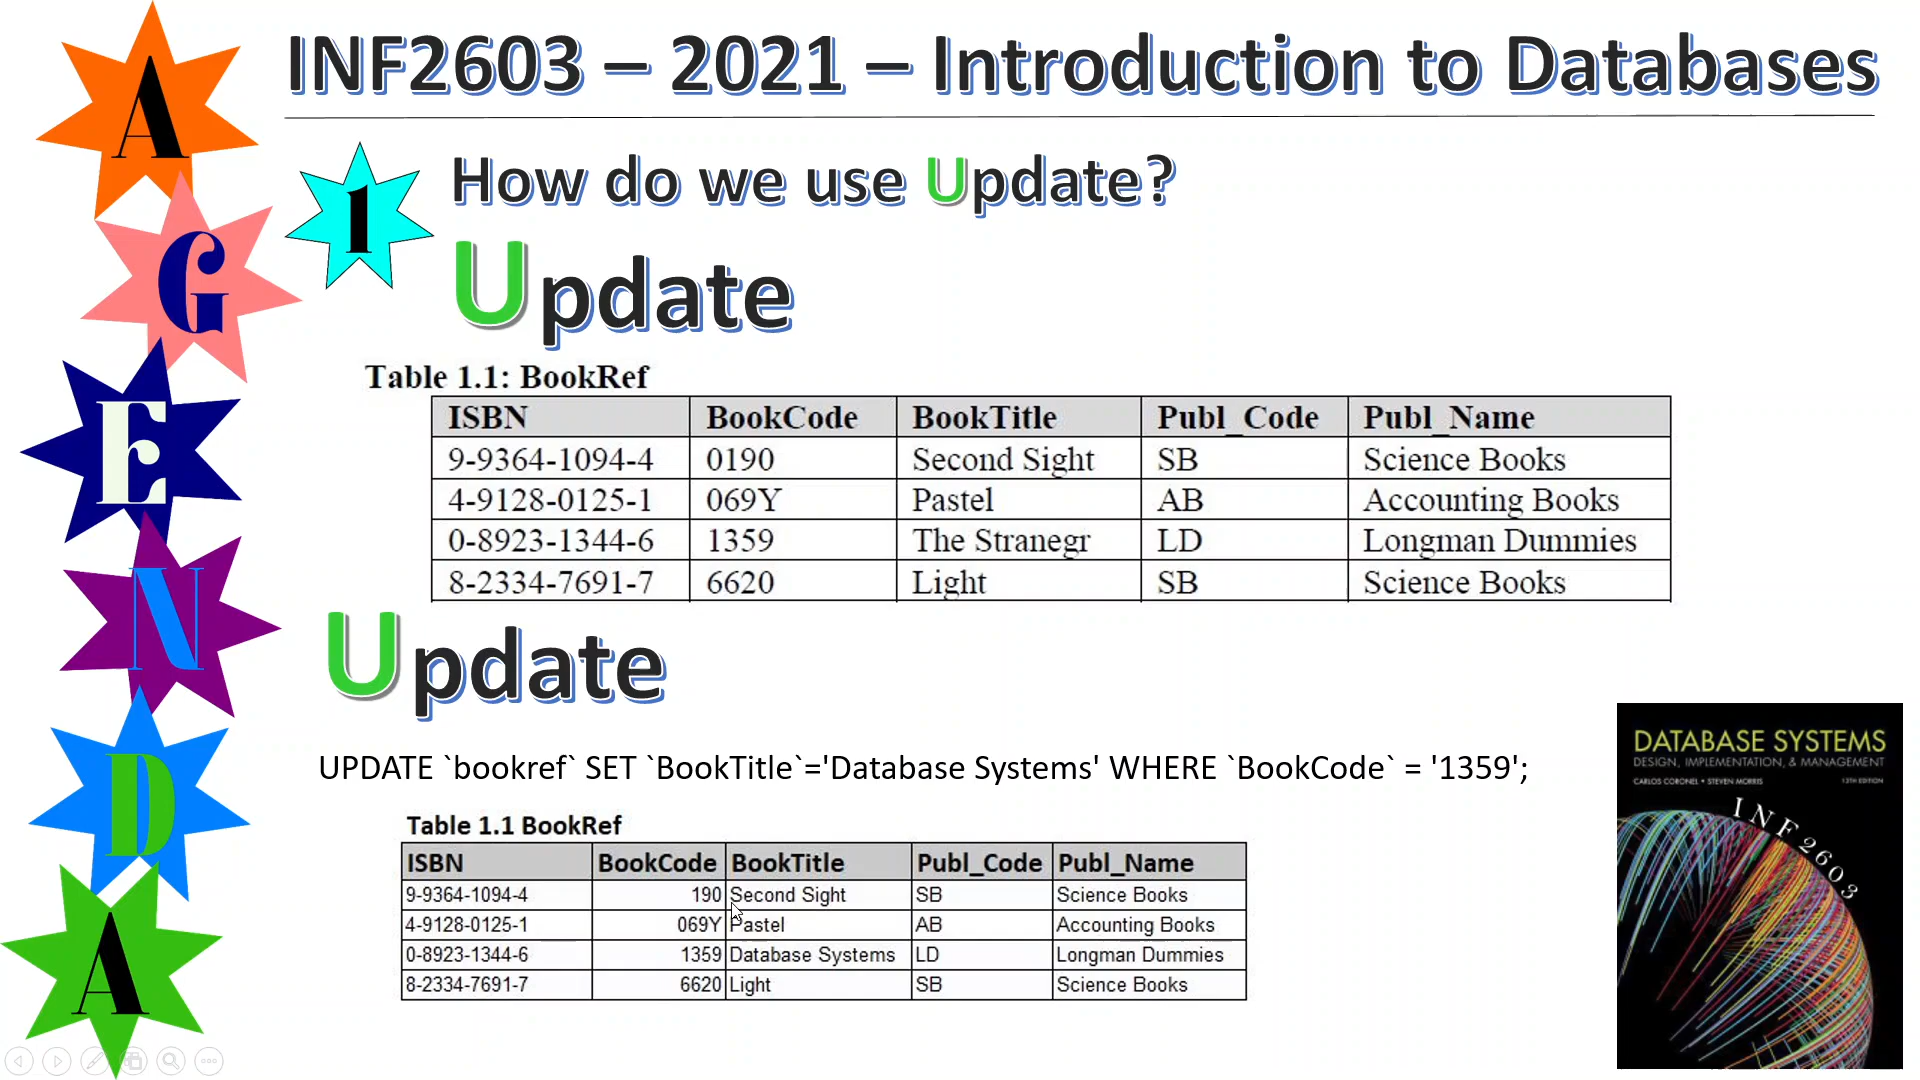 INF2603 – 2021 – Introduction to Databases
A
G
E
N
D
A
1
How do we use Update?
Update
Table 1.1: BookRef
ISBN BookCode BookTitle Publ_Code Publ_Name
9-9364-1094-4 0190 Second Sight SB Science Books
4-9128-0125-1 069Y Pastel AB Accounting Books
0-8923-1344-6 1359 The Stranegr LD Longman Dummies
8-2334-7691-7 6620 Light SB Science Books
Update
UPDATE `bookref` SET `BookTitle`='Database Systems' WHERE `BookCode` = '1359';
Table 1.1 BookRef
ISBN BookCode BookTitle Publ_Code Publ_Name
9-9364-1094-4 190 Second Sight SB Science Books
4-9128-0125-1 069Y Pastel AB Accounting Books
0-8923-1344-6 1359 Database Systems LD Longman Dummies
8-2334-7691-7 6620 Light SB Science Books
DATABASE SYSTEMS
DESIGN, IMPLEMENTATION, & MANAGEMENT
CARLOS CORONEL • STEVEN MORRIS 13TH EDITION
INF2603